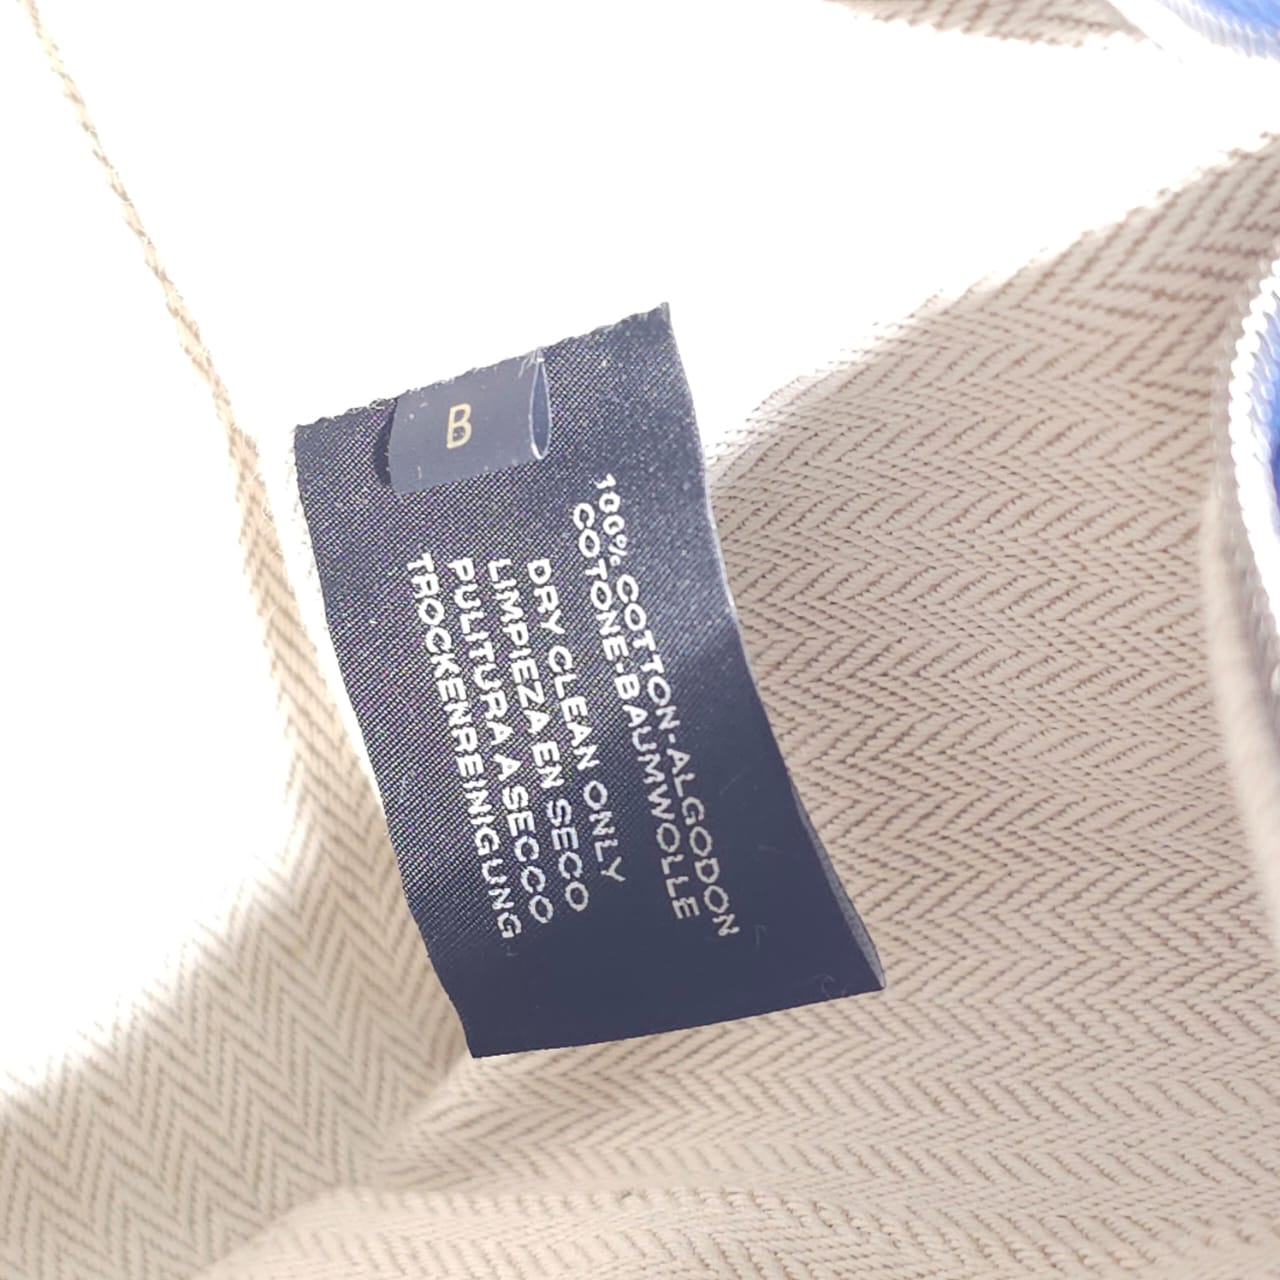 B
100% COTTON-ALGODON
COTONE-BAUMWOLLE
DRY CLEAN ONLY
LIMPIEZA EN SECO
PULITURA A SECCO
TROCKENREINIGUNG